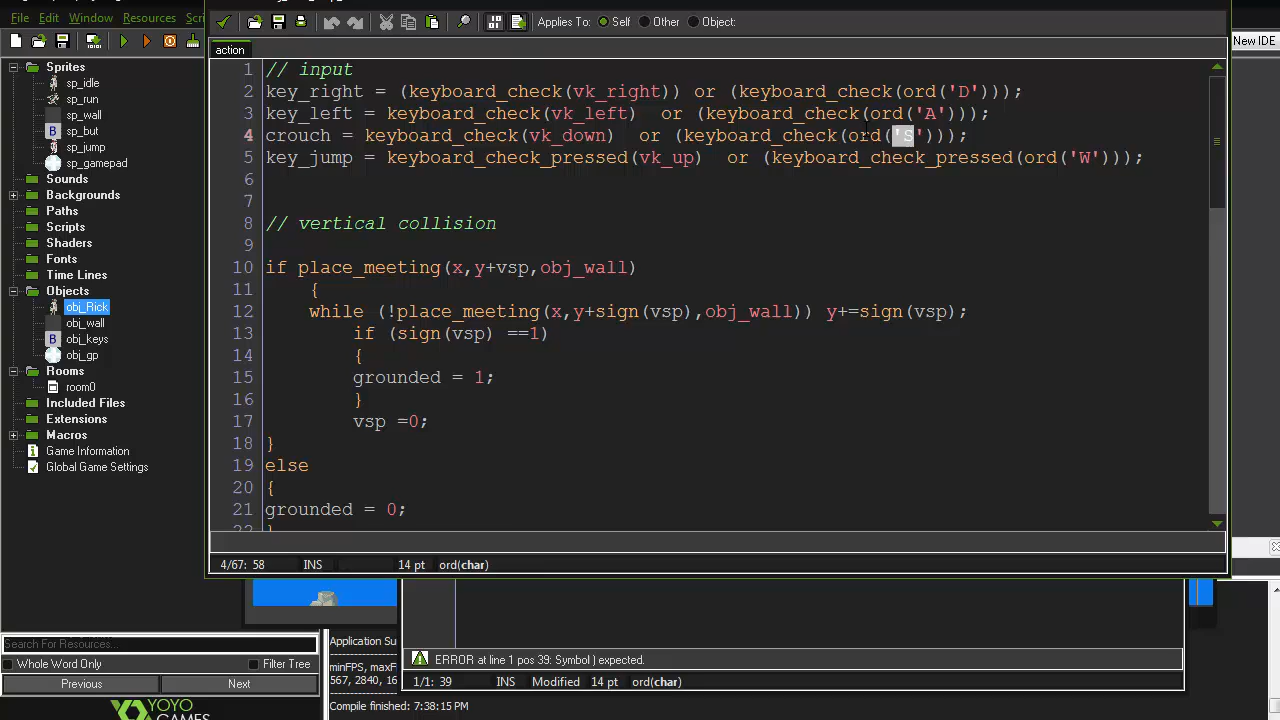 File Edit Window Resources Scri
Applies To: Self Other Object:
New IDE
action
Sprites
sp_idle
sp_run
sp_wall
sp_but
sp_jump
sp_gamepad
Sounds
Backgrounds
Paths
Scripts
Shaders
Fonts
Time Lines
Objects
obj_Rick
obj_wall
obj_keys
obj_gp
Rooms
room0
Included Files
Extensions
Macros
Game Information
Global Game Settings
1 // input
2 key_right = (keyboard_check(vk_right)) or (keyboard_check(ord('D')));
3 key_left = keyboard_check(vk_left) or (keyboard_check(ord('A')));
4 crouch = keyboard_check(vk_down) or (keyboard_check(ord('S')));
5 key_jump = keyboard_check_pressed(vk_up) or (keyboard_check_pressed(ord('W')));
6
7
8 // vertical collision
9
10 if place_meeting(x,y+vsp,obj_wall)
11 {
12 while (!place_meeting(x,y+sign(vsp),obj_wall)) y+=sign(vsp);
13 if (sign(vsp) ==1)
14 {
15 grounded = 1;
16 }
17 vsp =0;
18 }
19 else
20 {
21 grounded = 0;
22 }
4/67: 58 INS 14 pt ord(char)
Search For Resources...
Whole Word Only Filter Tree
Previous Next
YOYO
GAMES
Application Su
minFPS, maxF
567, 2840, 16
Compile finished: 7:38:15 PM
ERROR at line 1 pos 39: Symbol ) expected.
1/1: 39 INS Modified 14 pt ord(char)